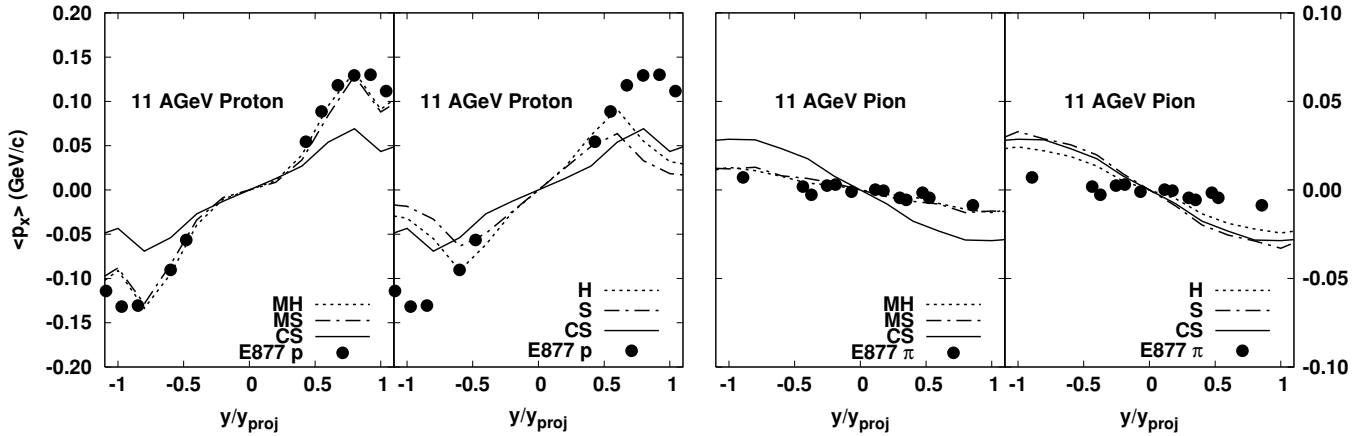 0.20
0.15
0.10
0.05
0.00
-0.05
-0.10
-0.15
-0.20
<p_x> (GeV/c)
11 AGeV Proton
MH
MS
CS
E877 p
-1 -0.5 0 0.5 1
y/y_proj
11 AGeV Proton
H
S
CS
E877 p
-1 -0.5 0 0.5 1
y/y_proj
11 AGeV Pion
MH
MS
CS
E877 π
-1 -0.5 0 0.5 1
y/y_proj
11 AGeV Pion
H
S
CS
E877 π
-1 -0.5 0 0.5 1
y/y_proj
0.10
0.05
0.00
-0.05
-0.10